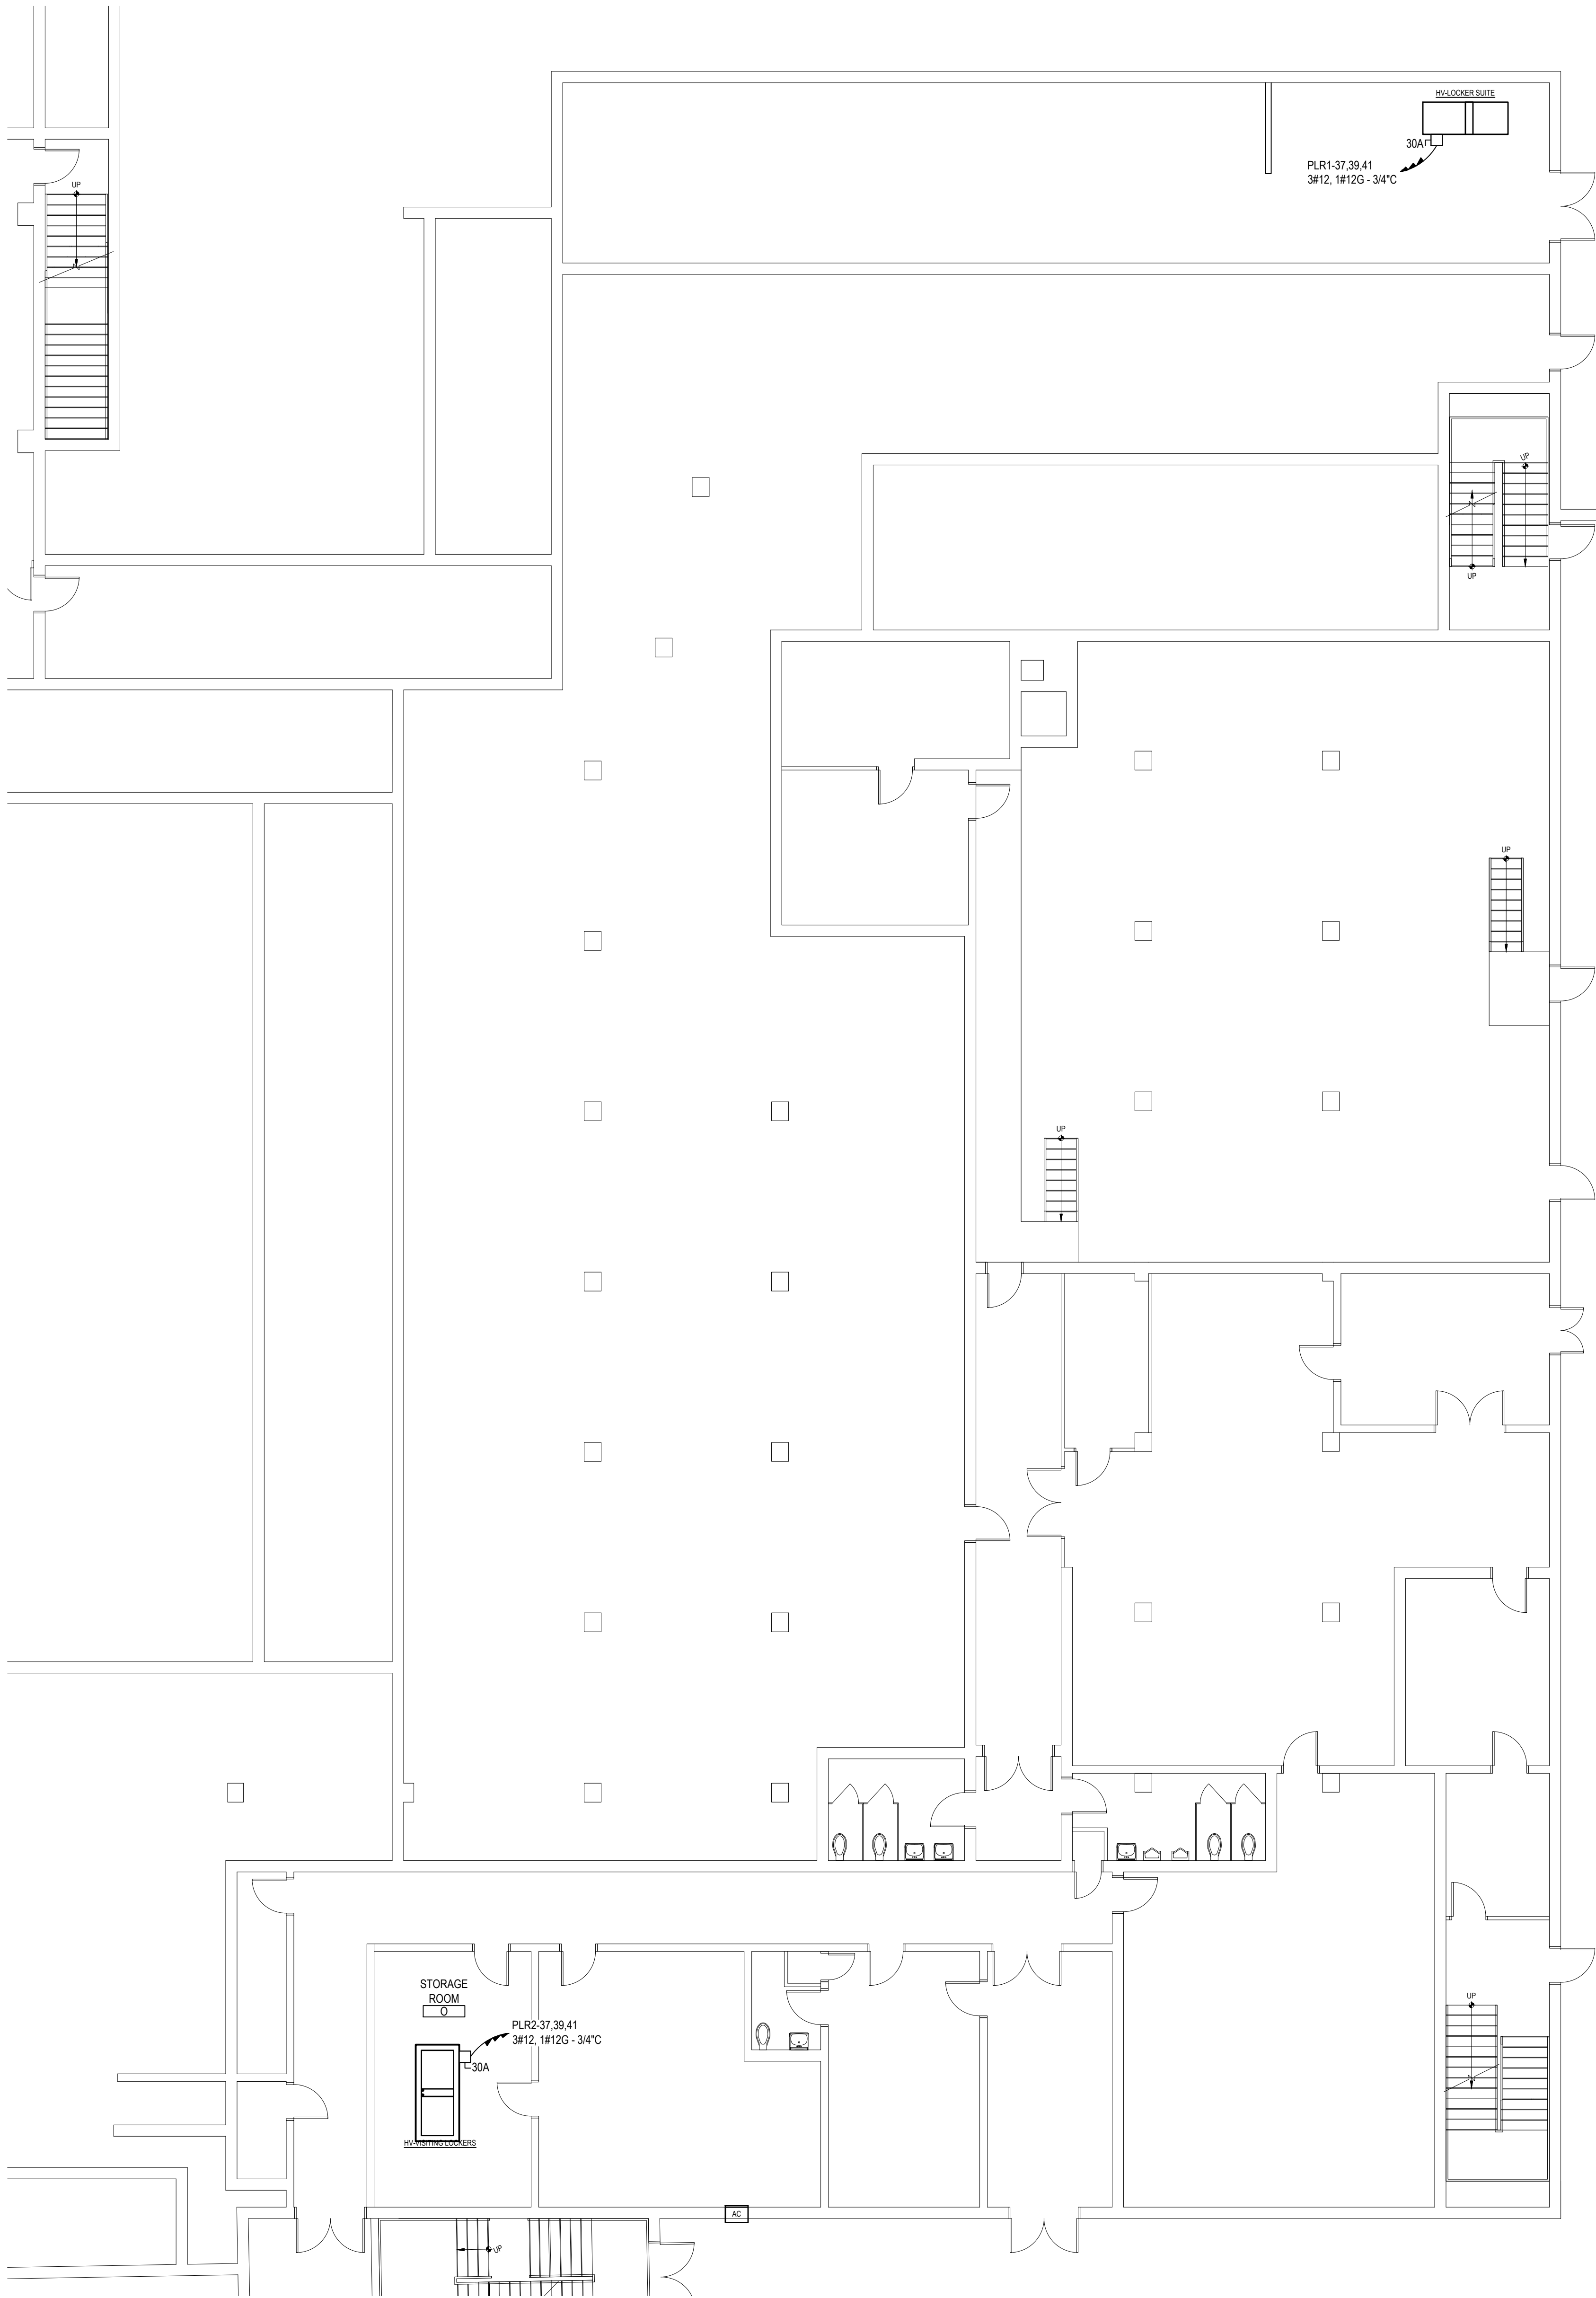 HV-LOCKER SUITE
30A
PLR1-37,39,41
3#12, 1#12G - 3/4"C
UP
UP
UP
UP
UP
STORAGE
ROOM
O
PLR2-37,39,41
3#12, 1#12G - 3/4"C
30A
UP
HV-VISITING LOCKERS
AC
UP